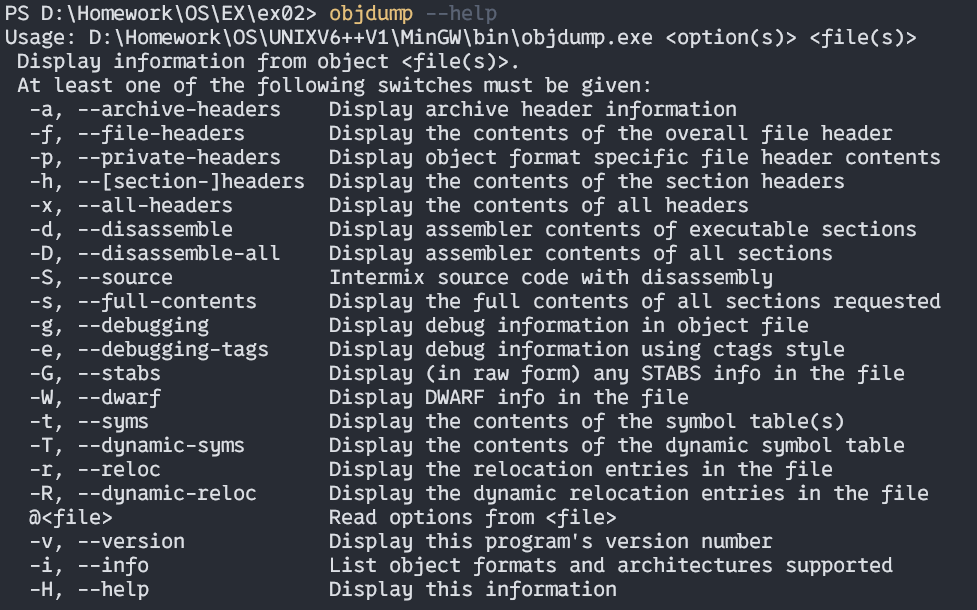 PS D:\Homework\OS\EX\ex02> objdump --help
Usage: D:\Homework\OS\UNIXV6++V1\MinGW\bin\objdump.exe <option(s)> <file(s)>
 Display information from object <file(s)>.
 At least one of the following switches must be given:
  -a, --archive-headers    Display archive header information
  -f, --file-headers       Display the contents of the overall file header
  -p, --private-headers    Display object format specific file header contents
  -h, --[section-]headers  Display the contents of the section headers
  -x, --all-headers        Display the contents of all headers
  -d, --disassemble        Display assembler contents of executable sections
  -D, --disassemble-all    Display assembler contents of all sections
  -S, --source             Intermix source code with disassembly
  -s, --full-contents      Display the full contents of all sections requested
  -g, --debugging          Display debug information in object file
  -e, --debugging-tags     Display debug information using ctags style
  -G, --stabs              Display (in raw form) any STABS info in the file
  -W, --dwarf              Display DWARF info in the file
  -t, --syms               Display the contents of the symbol table(s)
  -T, --dynamic-syms       Display the contents of the dynamic symbol table
  -r, --reloc              Display the relocation entries in the file
  -R, --dynamic-reloc      Display the dynamic relocation entries in the file
  @<file>                  Read options from <file>
  -v, --version            Display this program's version number
  -i, --info               List object formats and architectures supported
  -H, --help               Display this information